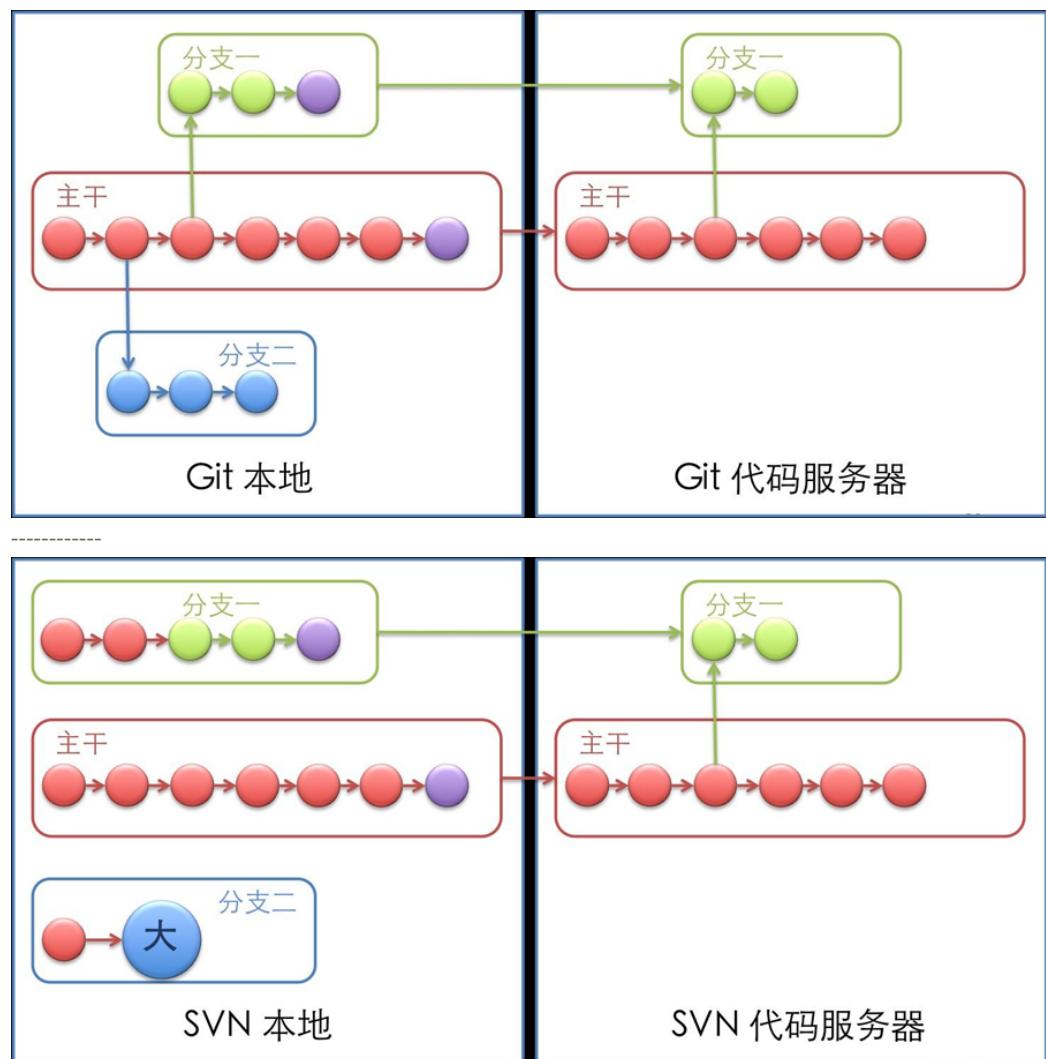 分支一
分支一
主干
主干
分支二
Git 本地
Git 代码服务器
------------
分支一
分支一
主干
主干
分支二
大
SVN 本地
SVN 代码服务器